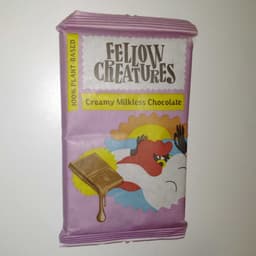 100% PLANT-BASED
FELLOW
CREATURES
Creamy Milkless Chocolate